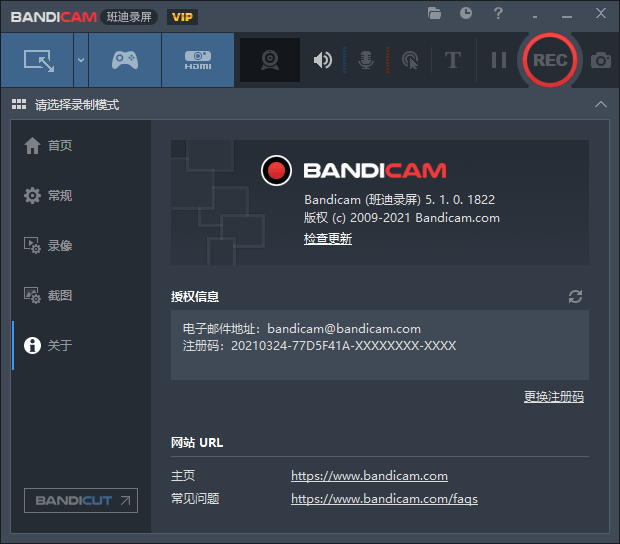 BANDICAM 班迪录屏 VIP
HDMI T REC
请选择录制模式
首页
常规
录像
截图
关于
BANDICUT
BANDICAM
Bandicam (班迪录屏) 5. 1. 0. 1822
版权 (c) 2009-2021 Bandicam.com
检查更新
授权信息
电子邮件地址：bandicam@bandicam.com
注册码：20210324-77D5F41A-XXXXXXXX-XXXX
更换注册码
网站 URL
主页 https://www.bandicam.com
常见问题 https://www.bandicam.com/faqs